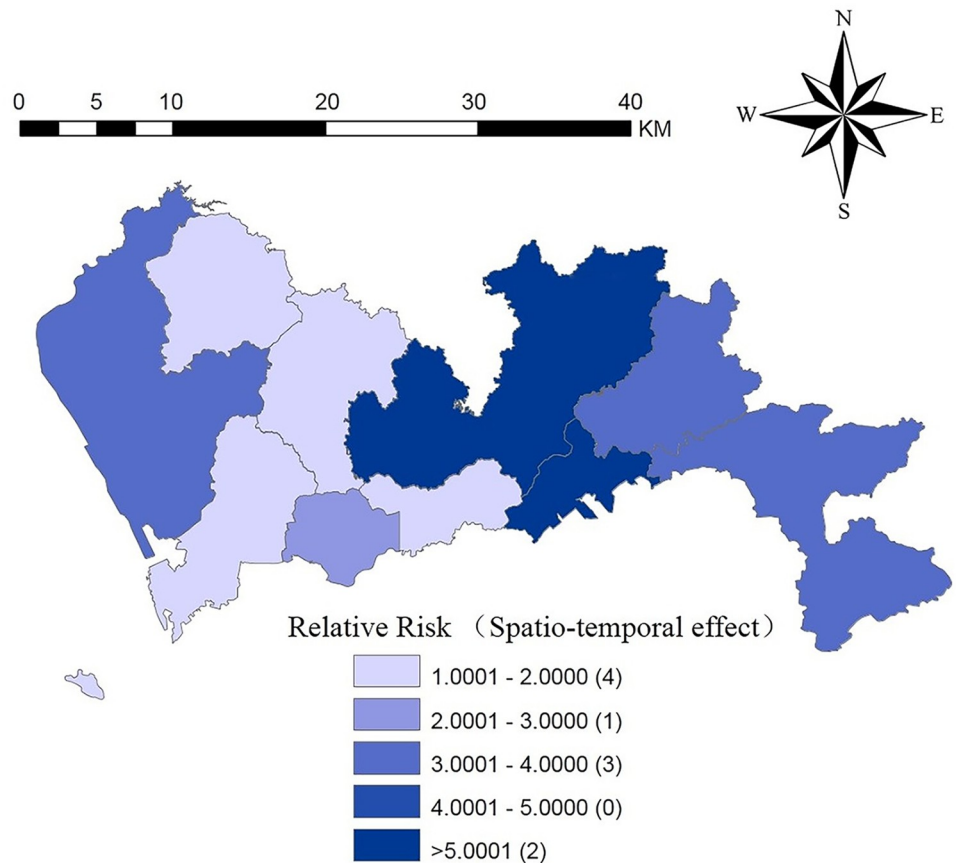 N
0 5 10 20 30 40
KM
W E
S
Relative Risk （Spatio-temporal effect）
1.0001 - 2.0000 (4)
2.0001 - 3.0000 (1)
3.0001 - 4.0000 (3)
4.0001 - 5.0000 (0)
>5.0001 (2)